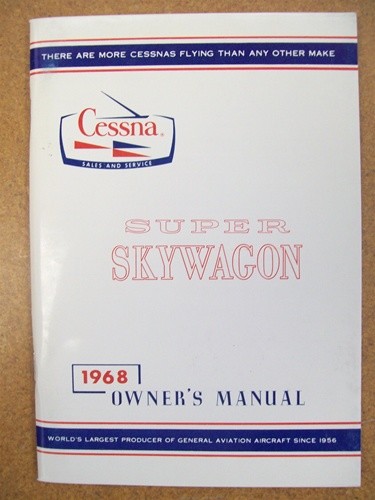 THERE ARE MORE CESSNAS FLYING THAN ANY OTHER MAKE
Cessna®
SALES AND SERVICE
SUPER
SKYWAGON
1968
OWNER'S MANUAL
WORLD'S LARGEST PRODUCER OF GENERAL AVIATION AIRCRAFT SINCE 1956